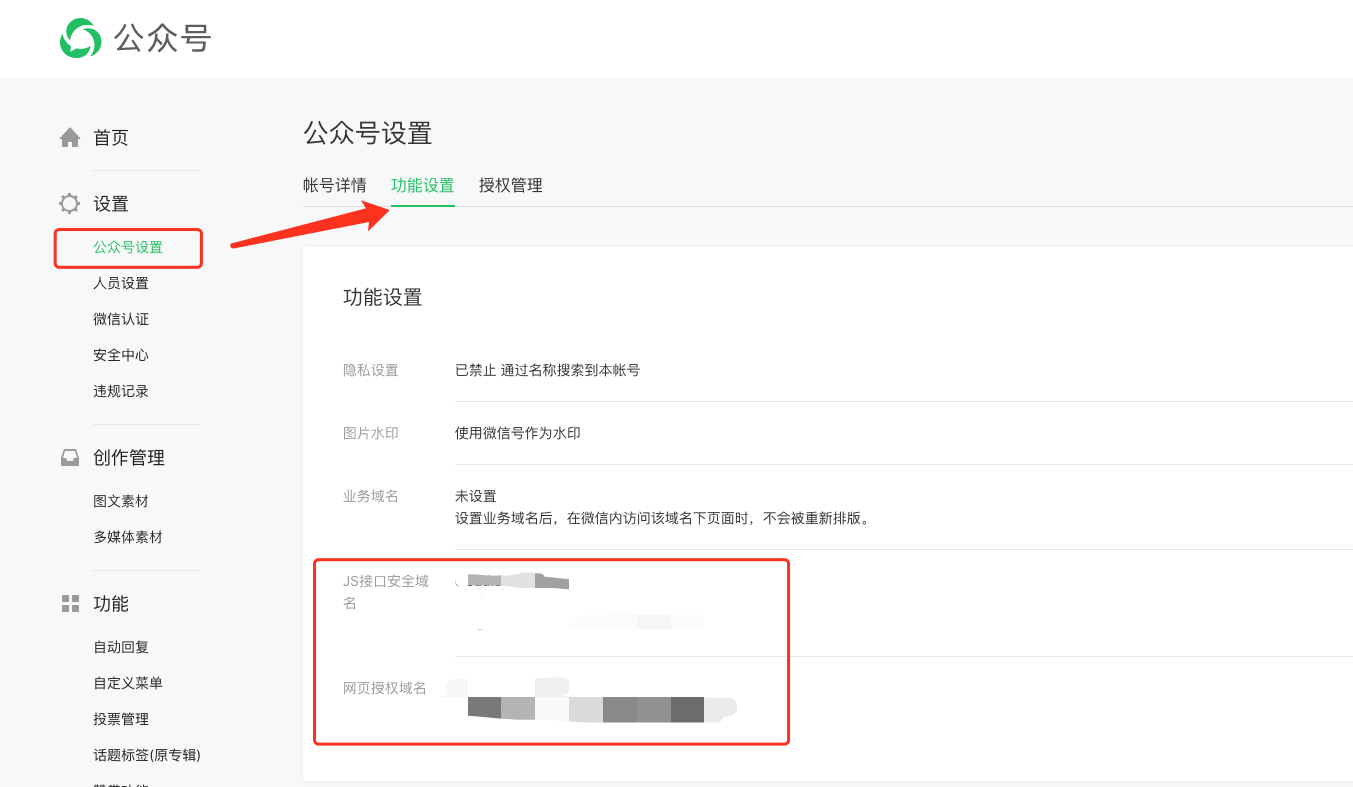 公众号
首页
设置
公众号设置
人员设置
微信认证
安全中心
违规记录
创作管理
图文素材
多媒体素材
功能
自动回复
自定义菜单
投票管理
话题标签(原专辑)
公众号设置
帐号详情 功能设置 授权管理
功能设置
隐私设置 已禁止 通过名称搜索到本帐号
图片水印 使用微信号作为水印
业务域名 未设置
设置业务域名后，在微信内访问该域名下页面时，不会被重新排版。
JS接口安全域
名
网页授权域名